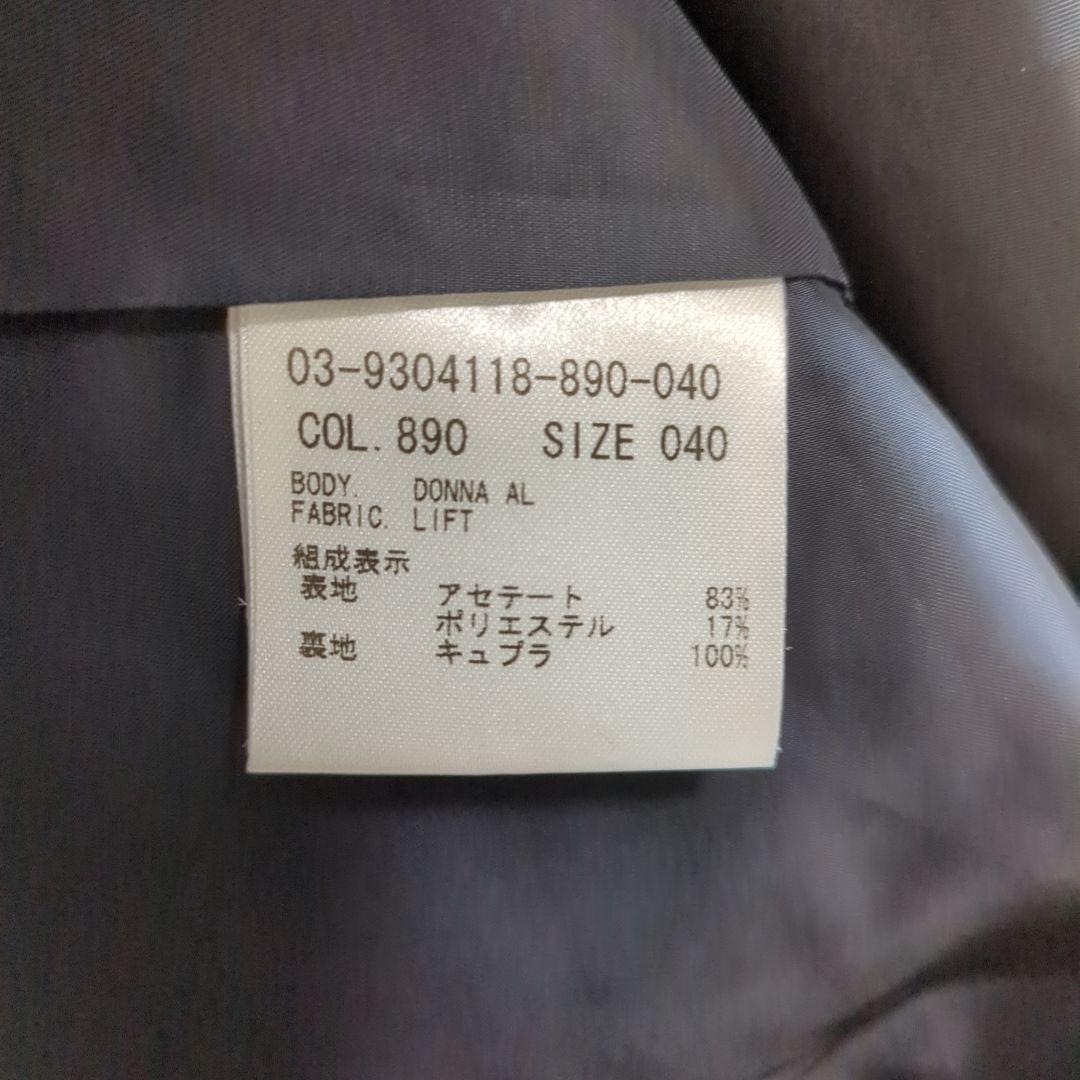 03-9304118-890-040
COL. 890 SIZE 040
BODY. DONNA AL
FABRIC. LIFT
組成表示
表地 アセテート 83%
ポリエステル 17%
裏地 キュプラ 100%